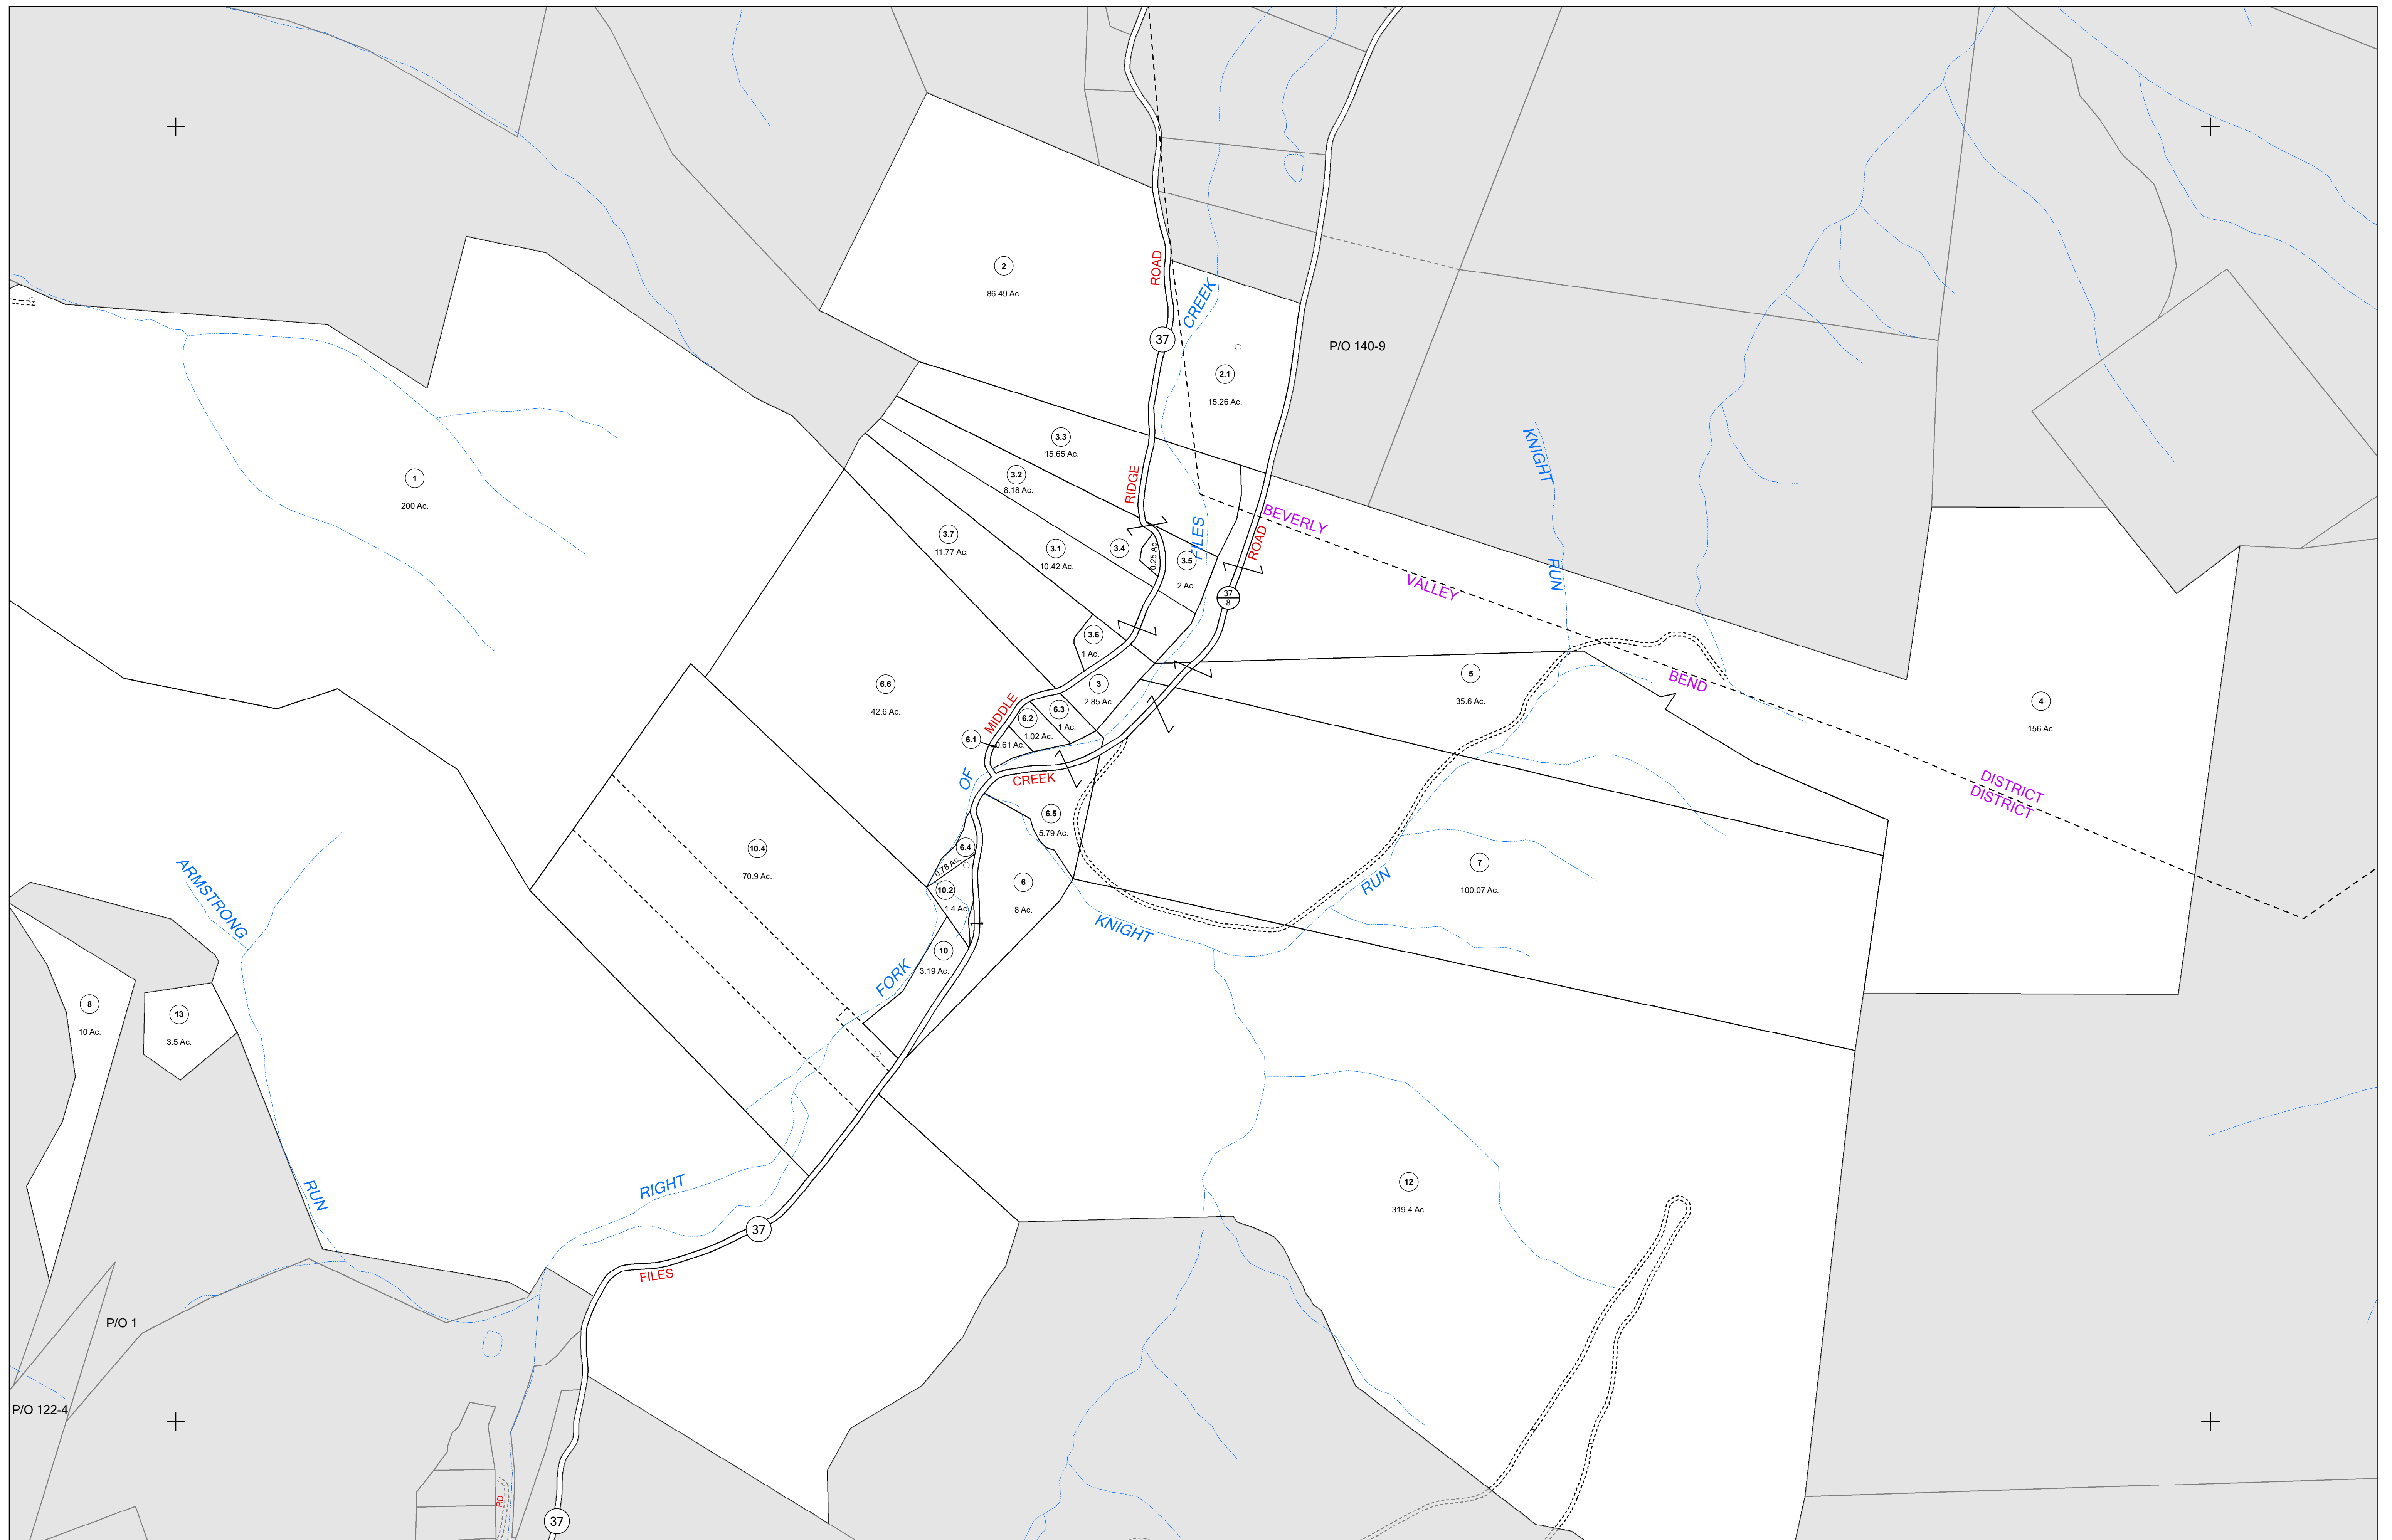 2
86.49 Ac.
ROAD
CREEK
37
P/O 140-9
2.1
15.26 Ac.
3.3
15.65 Ac.
3.2
8.18 Ac.
RIDGE
1
200 Ac.
KNIGHT
RUN
BEVERLY
VALLEY
BEND
DISTRICT
DISTRICT
FILES
ROAD
3.7
11.77 Ac.
3.1
10.42 Ac.
3.4
0.25 Ac.
3.5
2 Ac.
37
8
3.6
1 Ac.
3
2.85 Ac.
6.6
42.6 Ac.
MIDDLE
6.3
1 Ac.
6.2
1.02 Ac.
6.1
0.61 Ac.
5
35.6 Ac.
4
156 Ac.
OF
CREEK
6.5
5.79 Ac.
6.4
0.78 Ac.
10.4
70.9 Ac.
10.2
1.4 Ac.
6
8 Ac.
7
100.07 Ac.
RUN
KNIGHT
ARMSTRONG
10
3.19 Ac.
FORK
8
10 Ac.
13
3.5 Ac.
RUN
RIGHT
12
319.4 Ac.
37
FILES
P/O 1
P/O 122-4
RD
37